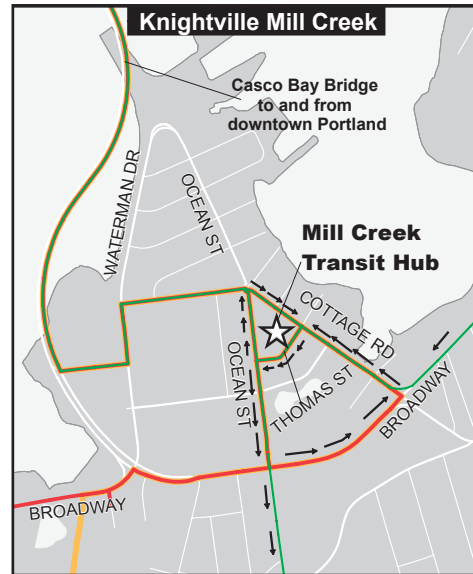 Knightville Mill Creek
Casco Bay Bridge
to and from
downtown Portland
WATERMAN DR
OCEAN ST
Mill Creek
Transit Hub
COTTAGE RD
OCEAN ST
THOMAS ST
BROADWAY
BROADWAY